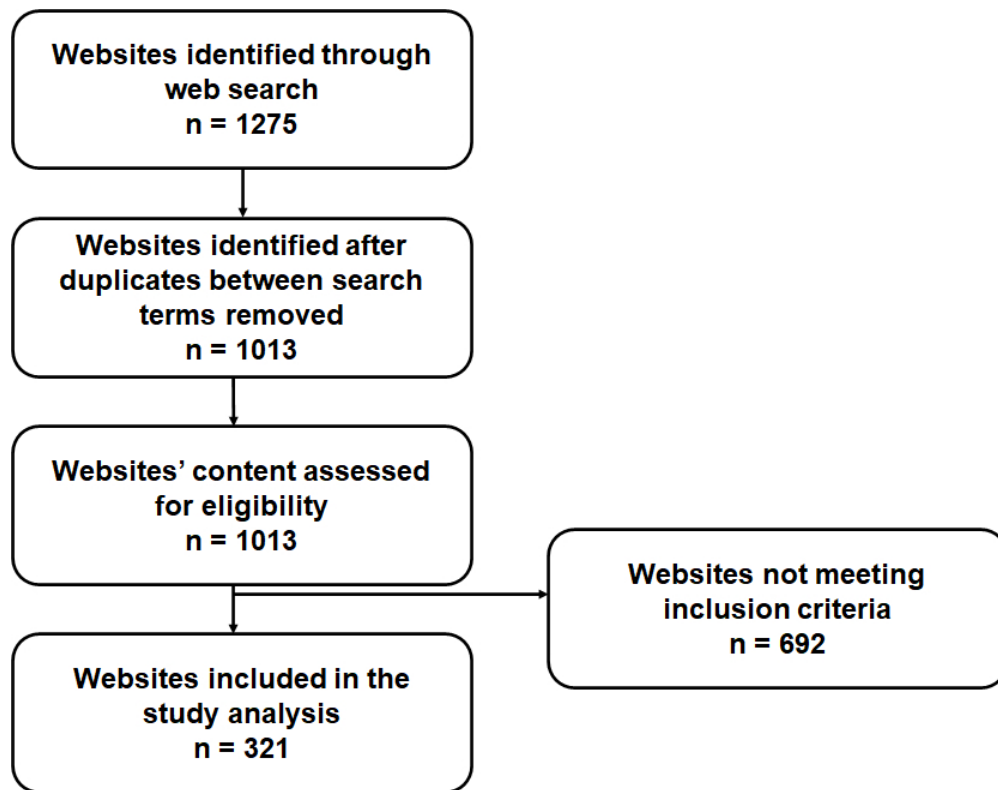 Websites identified through
web search
n = 1275
Websites identified after
duplicates between search
terms removed
n = 1013
Websites’ content assessed
for eligibility
n = 1013
Websites not meeting
inclusion criteria
n = 692
Websites included in the
study analysis
n = 321